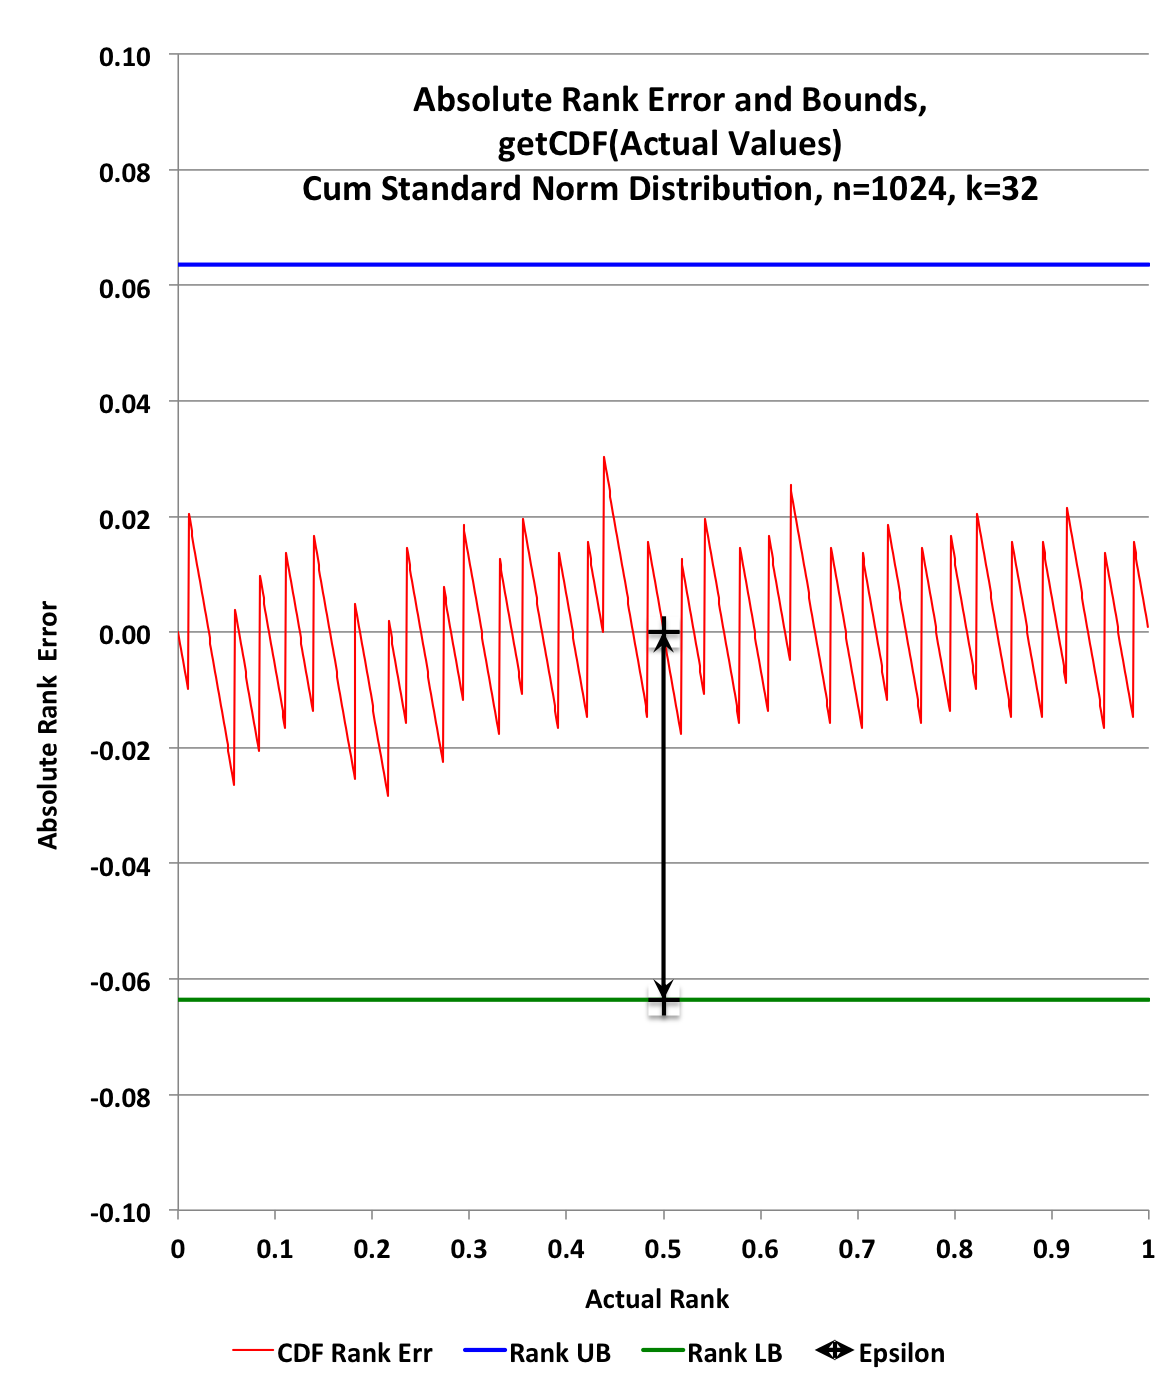 Absolute Rank Error and Bounds,
getCDF(Actual Values)
Cum Standard Norm Distribution, n=1024, k=32
0.10
0.08
0.06
0.04
0.02
0.00
-0.02
-0.04
-0.06
-0.08
-0.10
Absolute Rank Error
0 0.1 0.2 0.3 0.4 0.5 0.6 0.7 0.8 0.9 1
Actual Rank
CDF Rank Err Rank UB Rank LB Epsilon